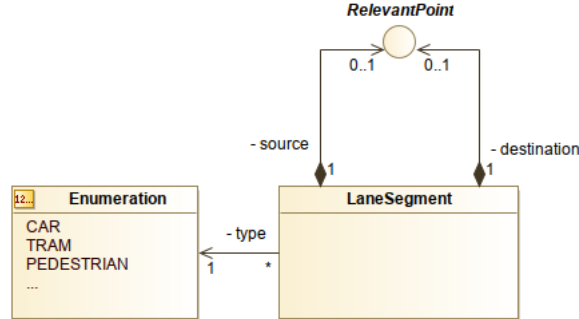 RelevantPoint
0..1 0..1
- source
- destination
1 1
12... Enumeration
LaneSegment
CAR
TRAM
PEDESTRIAN
...
- type
1 *